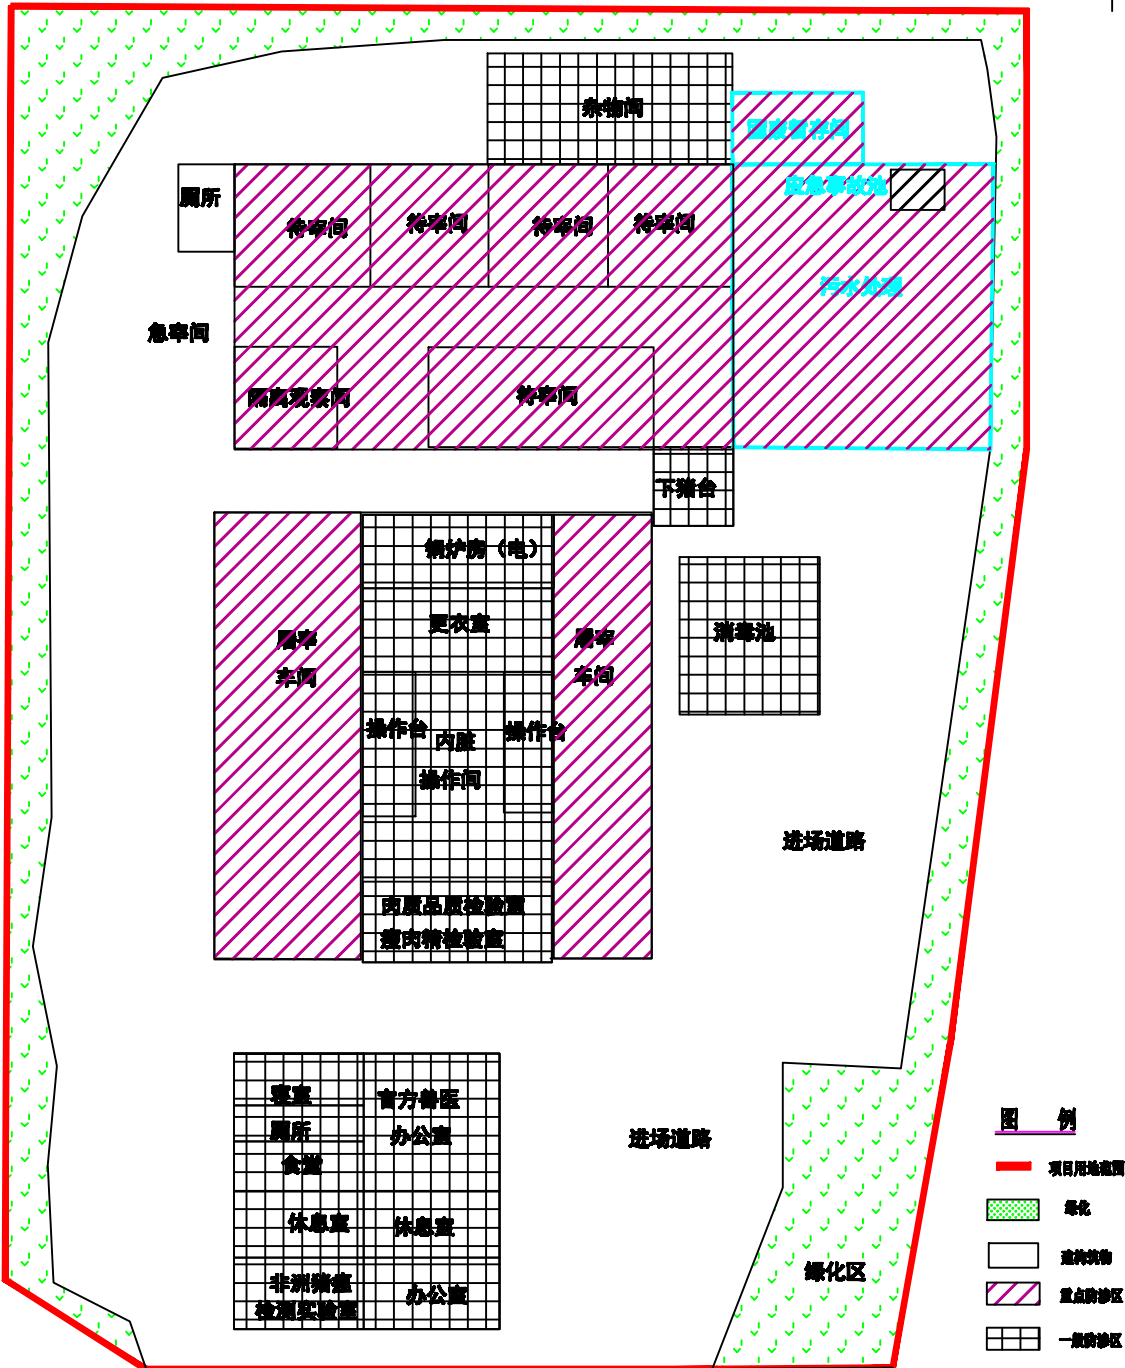 杂物间
固废暂存间
应急事故池
厕所
待宰间
待宰间
待宰间
待宰间
污水处理
急宰间
隔离观察间
待宰间
下猪台
锅炉房（电）
更衣室
消毒池
屠宰
车间
屠宰
车间
操作台
内脏
操作间
操作台
进场道路
肉质品质检验室
瘦肉精检验室
寝室
官方兽医
办公室
厕所
食堂
进场道路
休息室
休息室
非洲猪瘟
检测实验室
办公室
绿化区
图 例
项目用地范围
绿化
建构筑物
重点防渗区
一般防渗区